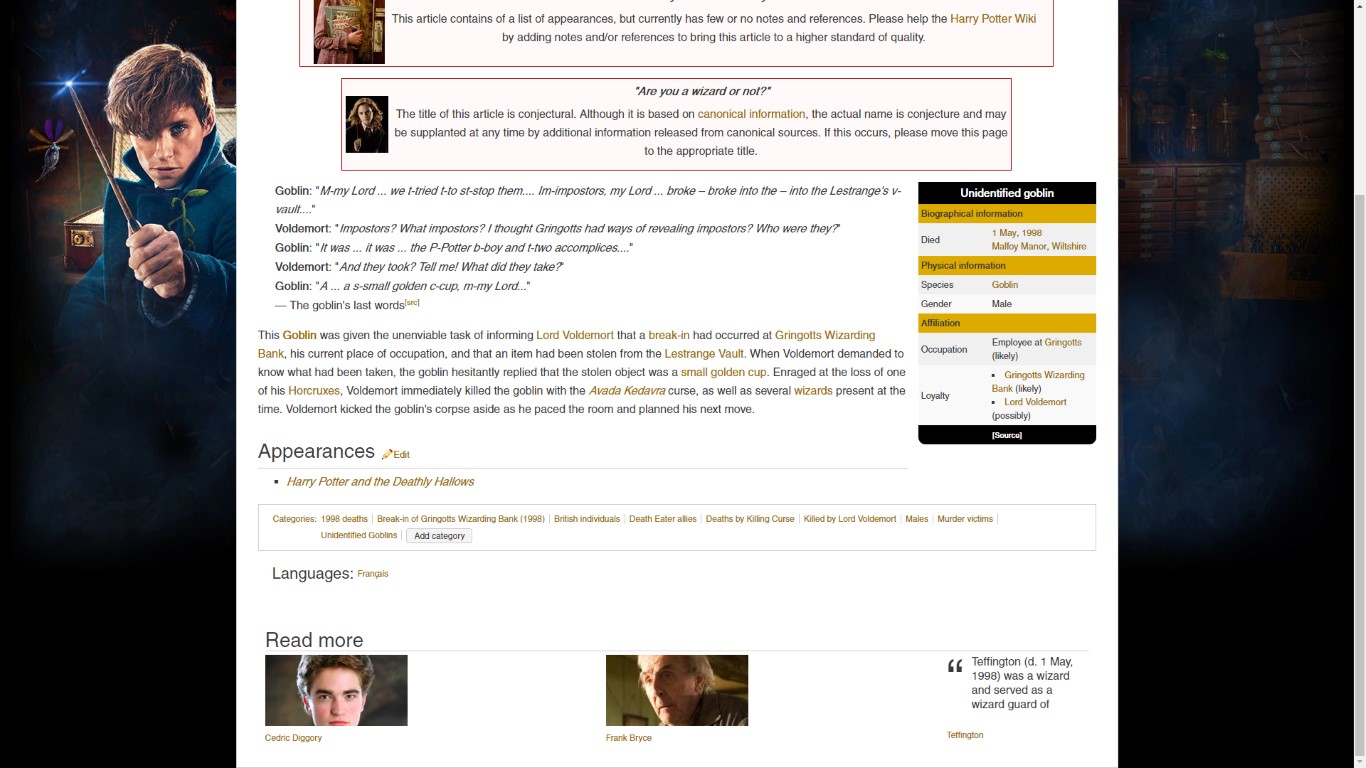 This article contains of a list of appearances, but currently has few or no notes and references. Please help the Harry Potter Wiki
by adding notes and/or references to bring this article to a higher standard of quality.
"Are you a wizard or not?"
The title of this article is conjectural. Although it is based on canonical information, the actual name is conjecture and may
be supplanted at any time by additional information released from canonical sources. If this occurs, please move this page
to the appropriate title.
Goblin: "M-my Lord ... we t-tried t-to st-stop them.... Im-impostors, my Lord ... broke – broke into the – into the Lestrange's v-
vault...."
Voldemort: "Impostors? What impostors? I thought Gringotts had ways of revealing impostors? Who were they?"
Goblin: "It was ... it was ... the P-Potter b-boy and t-two accomplices...."
Voldemort: "And they took? Tell me! What did they take?"
Goblin: "A ... a s-small golden c-cup, m-my Lord..."
— The goblin's last words[src]
This Goblin was given the unenviable task of informing Lord Voldemort that a break-in had occurred at Gringotts Wizarding
Bank, his current place of occupation, and that an item had been stolen from the Lestrange Vault. When Voldemort demanded to
know what had been taken, the goblin hesitantly replied that the stolen object was a small golden cup. Enraged at the loss of one
of his Horcruxes, Voldemort immediately killed the goblin with the Avada Kedavra curse, as well as several wizards present at the
time. Voldemort kicked the goblin's corpse aside as he paced the room and planned his next move.
Unidentified goblin
Biographical information
Died 1 May, 1998
Malfoy Manor, Wiltshire
Physical information
Species Goblin
Gender Male
Affiliation
Occupation Employee at Gringotts
(likely)
Loyalty
▪ Gringotts Wizarding
Bank (likely)
▪ Lord Voldemort
(possibly)
[Source]
Appearances Edit
▪ Harry Potter and the Deathly Hallows
Categories: 1998 deaths | Break-in of Gringotts Wizarding Bank (1998) | British individuals | Death Eater allies | Deaths by Killing Curse | Killed by Lord Voldemort | Males | Murder victims |
Unidentified Goblins | Add category
Languages: Français
Read more
Cedric Diggory
Frank Bryce
“ Teffington (d. 1 May,
1998) was a wizard
and served as a
wizard guard of
Teffington